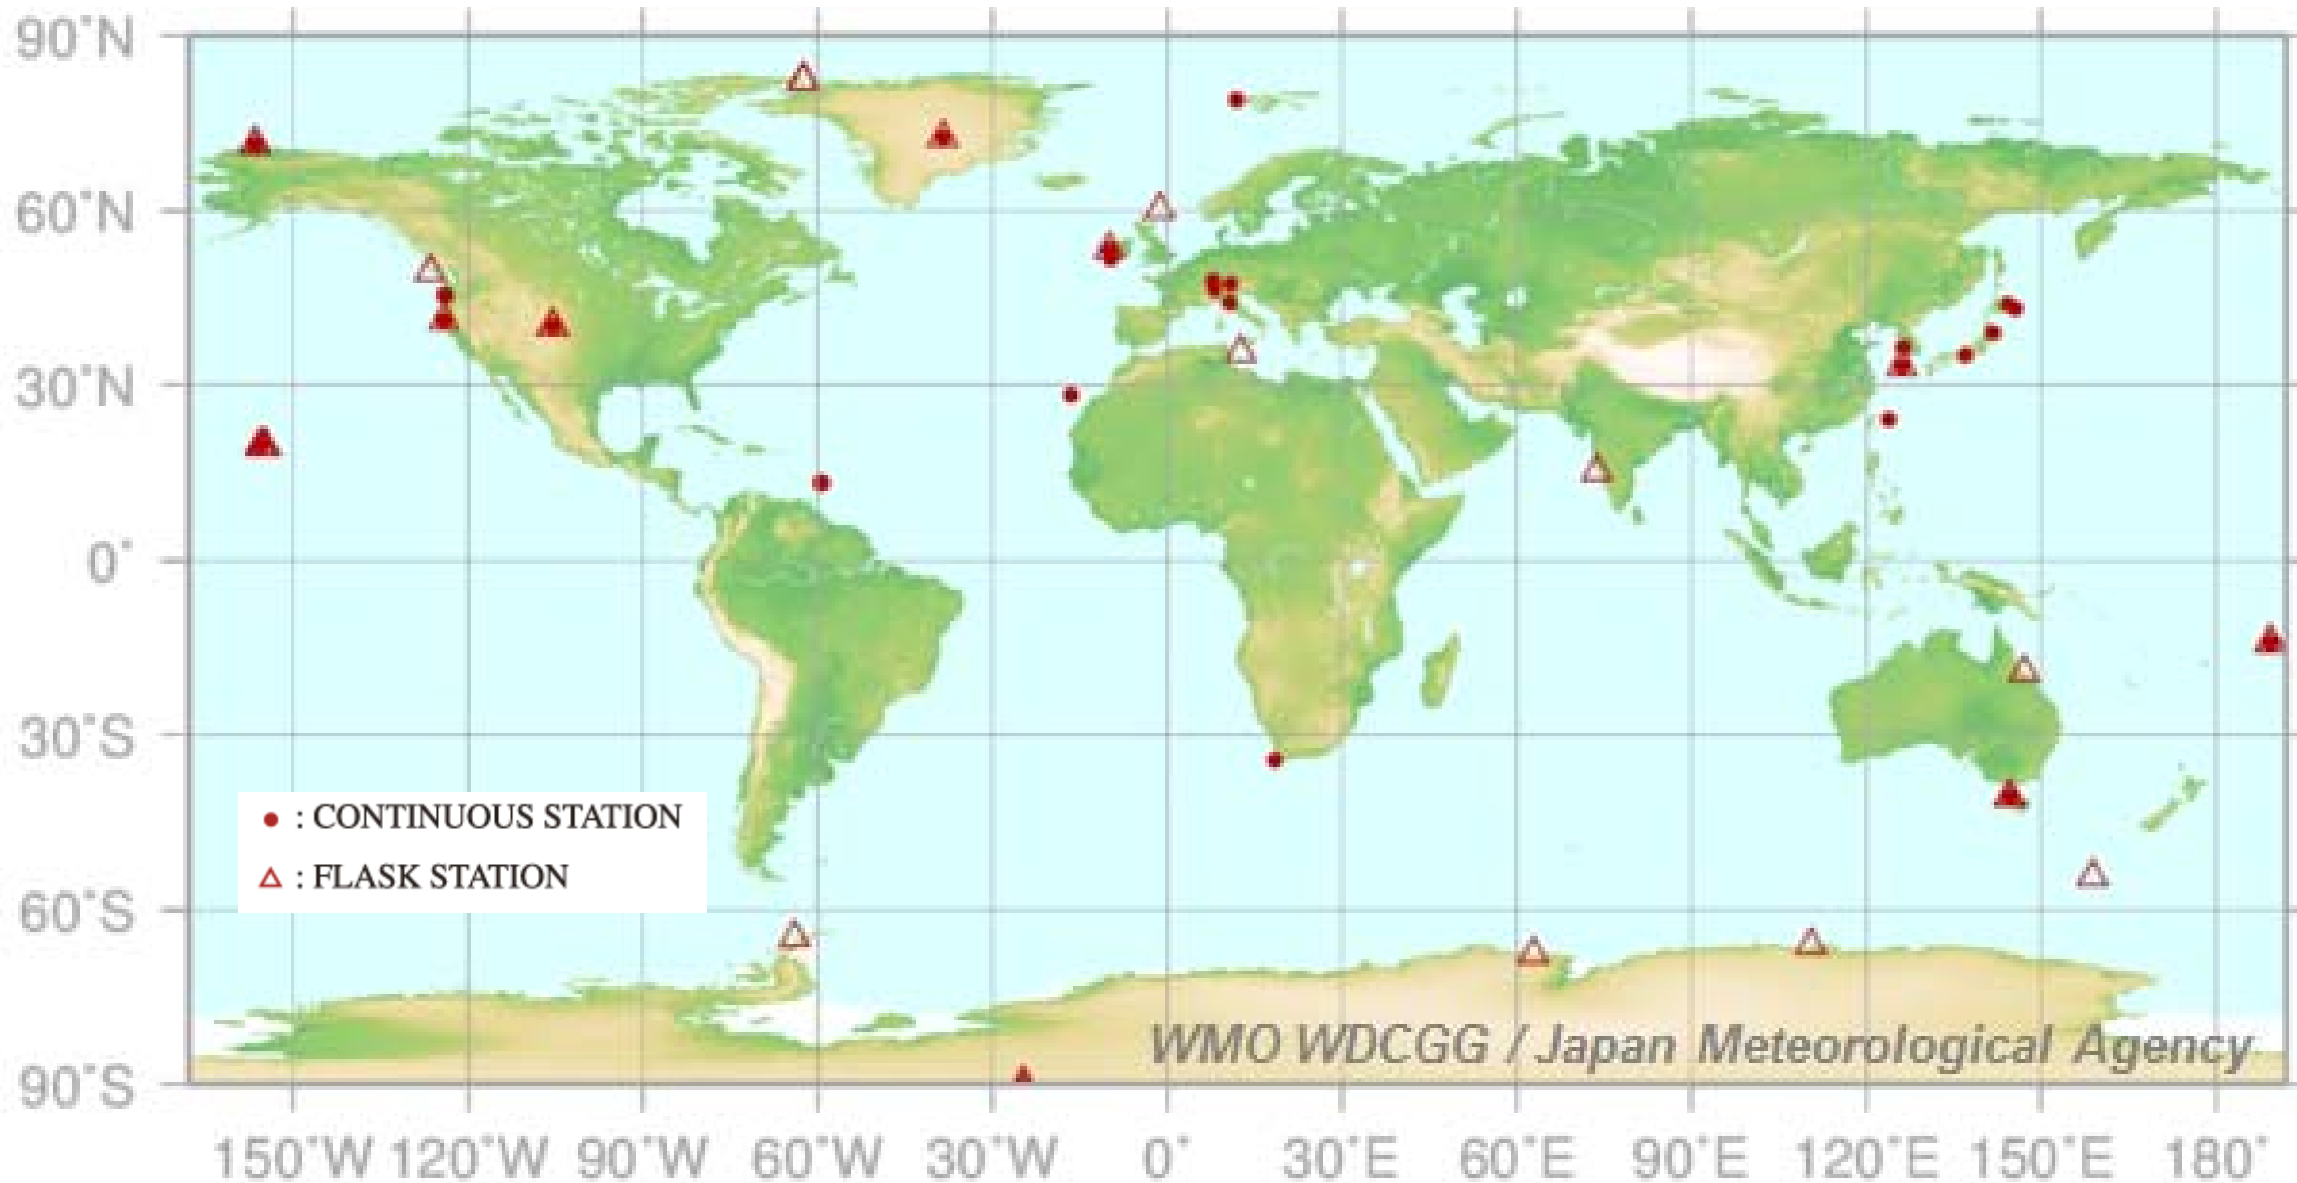 90°N
60°N
30°N
0°
30°S
60°S
90°S
: CONTINUOUS STATION
: FLASK STATION
WMO WDCGG / Japan Meteorological Agency
150°W 120°W 90°W 60°W 30°W 0° 30°E 60°E 90°E 120°E 150°E 180°